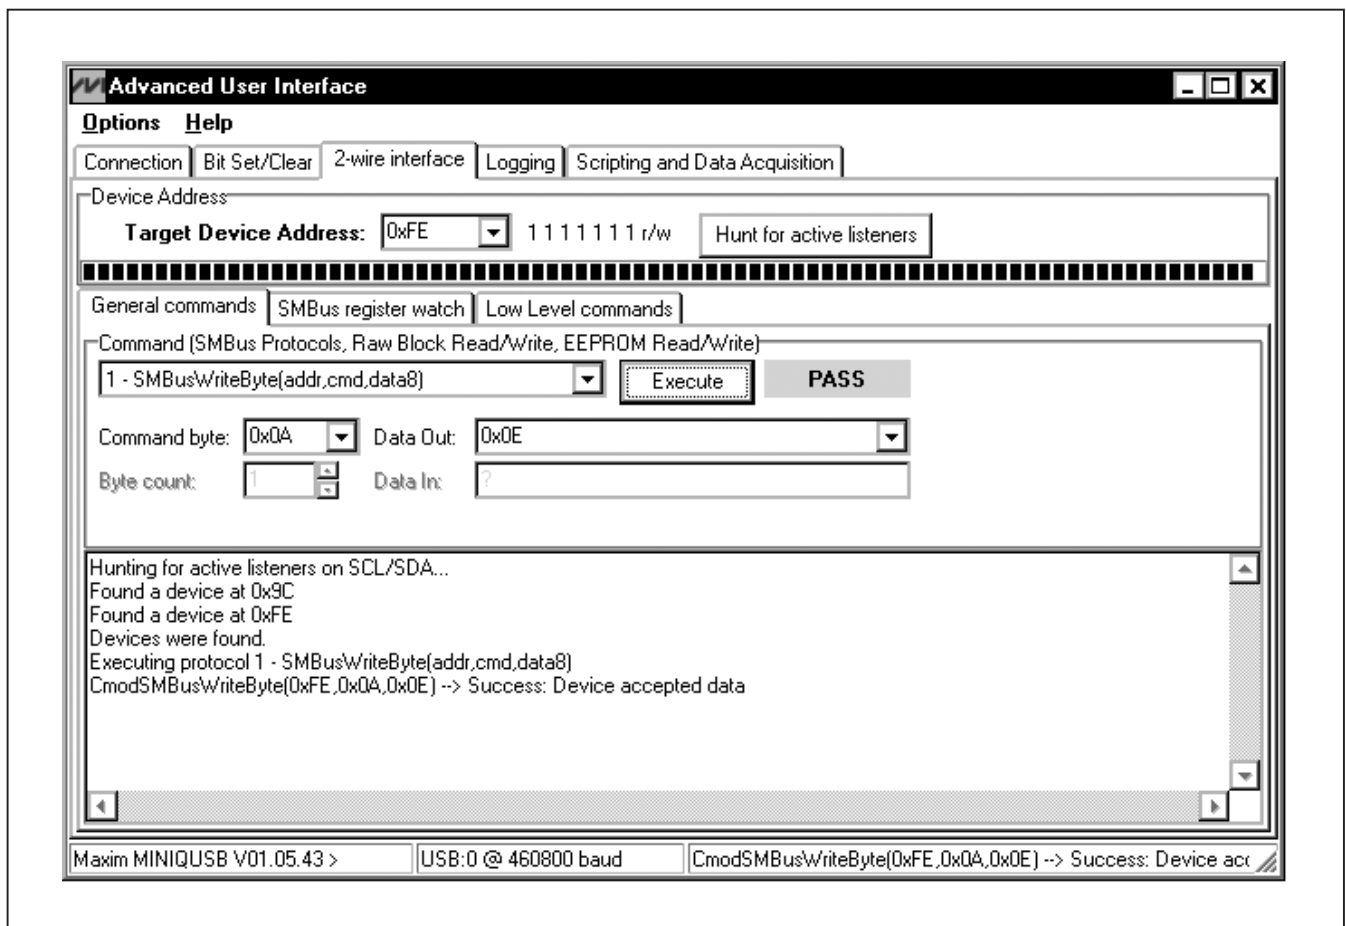 Advanced User Interface
Options Help
Connection Bit Set/Clear 2-wire interface Logging Scripting and Data Acquisition
Device Address
Target Device Address: 0xFE 1 1 1 1 1 1 1 r/w Hunt for active listeners
General commands SMBus register watch Low Level commands
Command (SMBus Protocols, Raw Block Read/Write, EEPROM Read/Write)
1 - SMBusWriteByte(addr,cmd,data8) Execute PASS
Command byte: 0x0A Data Out: 0x0E
Byte count: 1 Data In: ?
Hunting for active listeners on SCL/SDA...
Found a device at 0x9C
Found a device at 0xFE
Devices were found.
Executing protocol 1 - SMBusWriteByte(addr,cmd,data8)
CmodSMBusWriteByte(0xFE,0x0A,0x0E) --> Success: Device accepted data
Maxim MINIQUSB V01.05.43 > USB:0 @ 460800 baud CmodSMBusWriteByte(0xFE,0x0A,0x0E) --> Success: Device acc